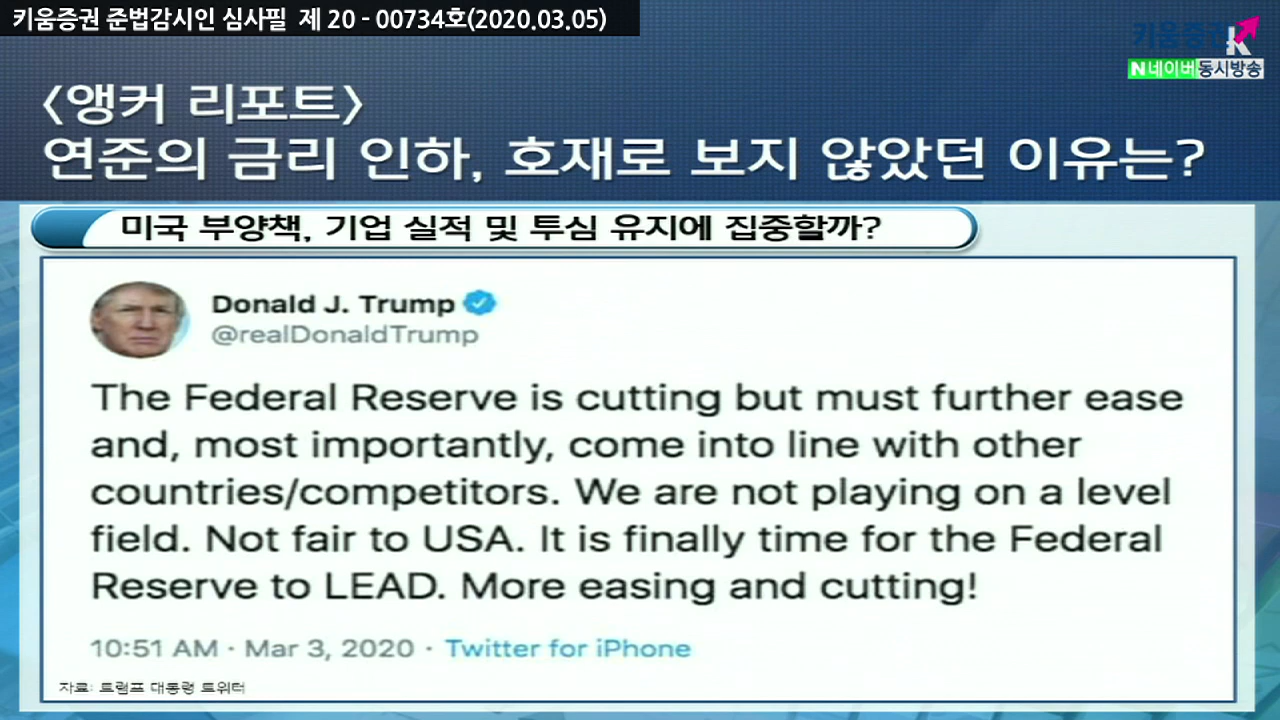 키움증권 준법감시인 심사필 제 20 - 00734호(2020.03.05)
키움증권
N 네이버 동시방송
<앵커 리포트>
연준의 금리 인하, 호재로 보지 않았던 이유는?
미국 부양책, 기업 실적 및 투심 유지에 집중할까?
Donald J. Trump
@realDonaldTrump
The Federal Reserve is cutting but must further ease
and, most importantly, come into line with other
countries/competitors. We are not playing on a level
field. Not fair to USA. It is finally time for the Federal
Reserve to LEAD. More easing and cutting!
10:51 AM · Mar 3, 2020 · Twitter for iPhone
자료: 트럼프 대통령 트위터